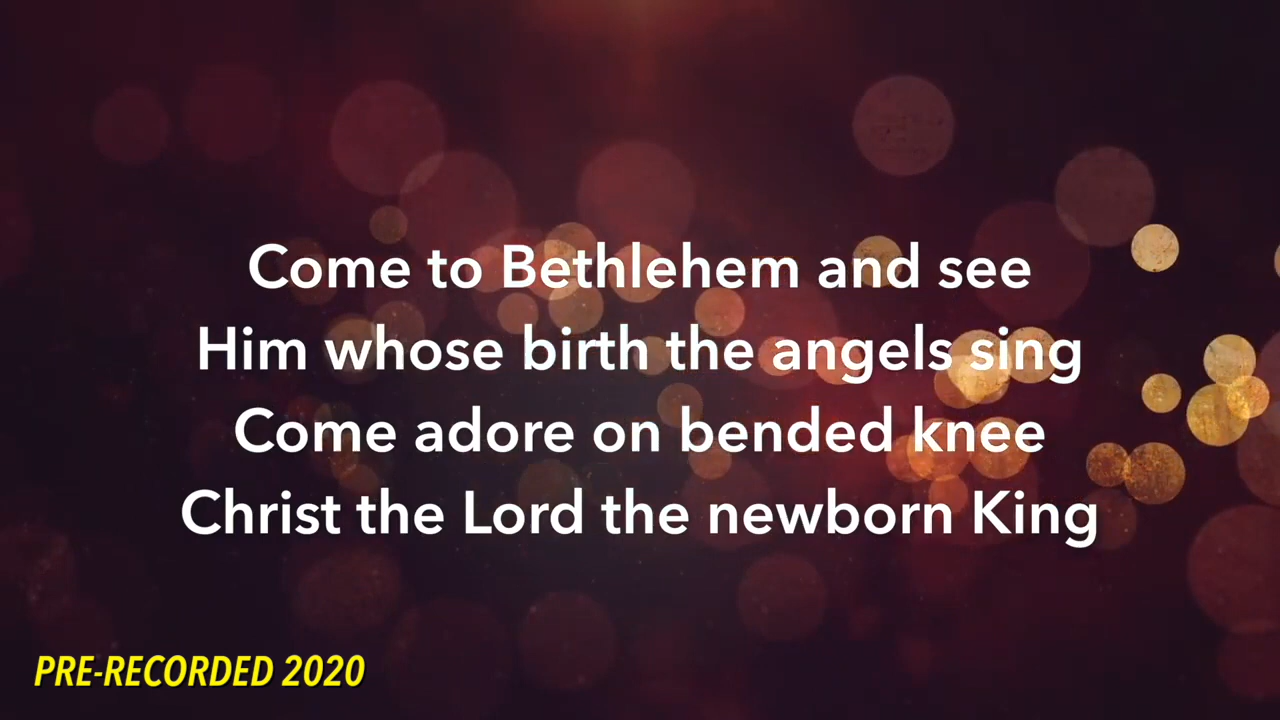 Come to Bethlehem and see
Him whose birth the angels sing
Come adore on bended knee
Christ the Lord the newborn King
PRE-RECORDED 2020